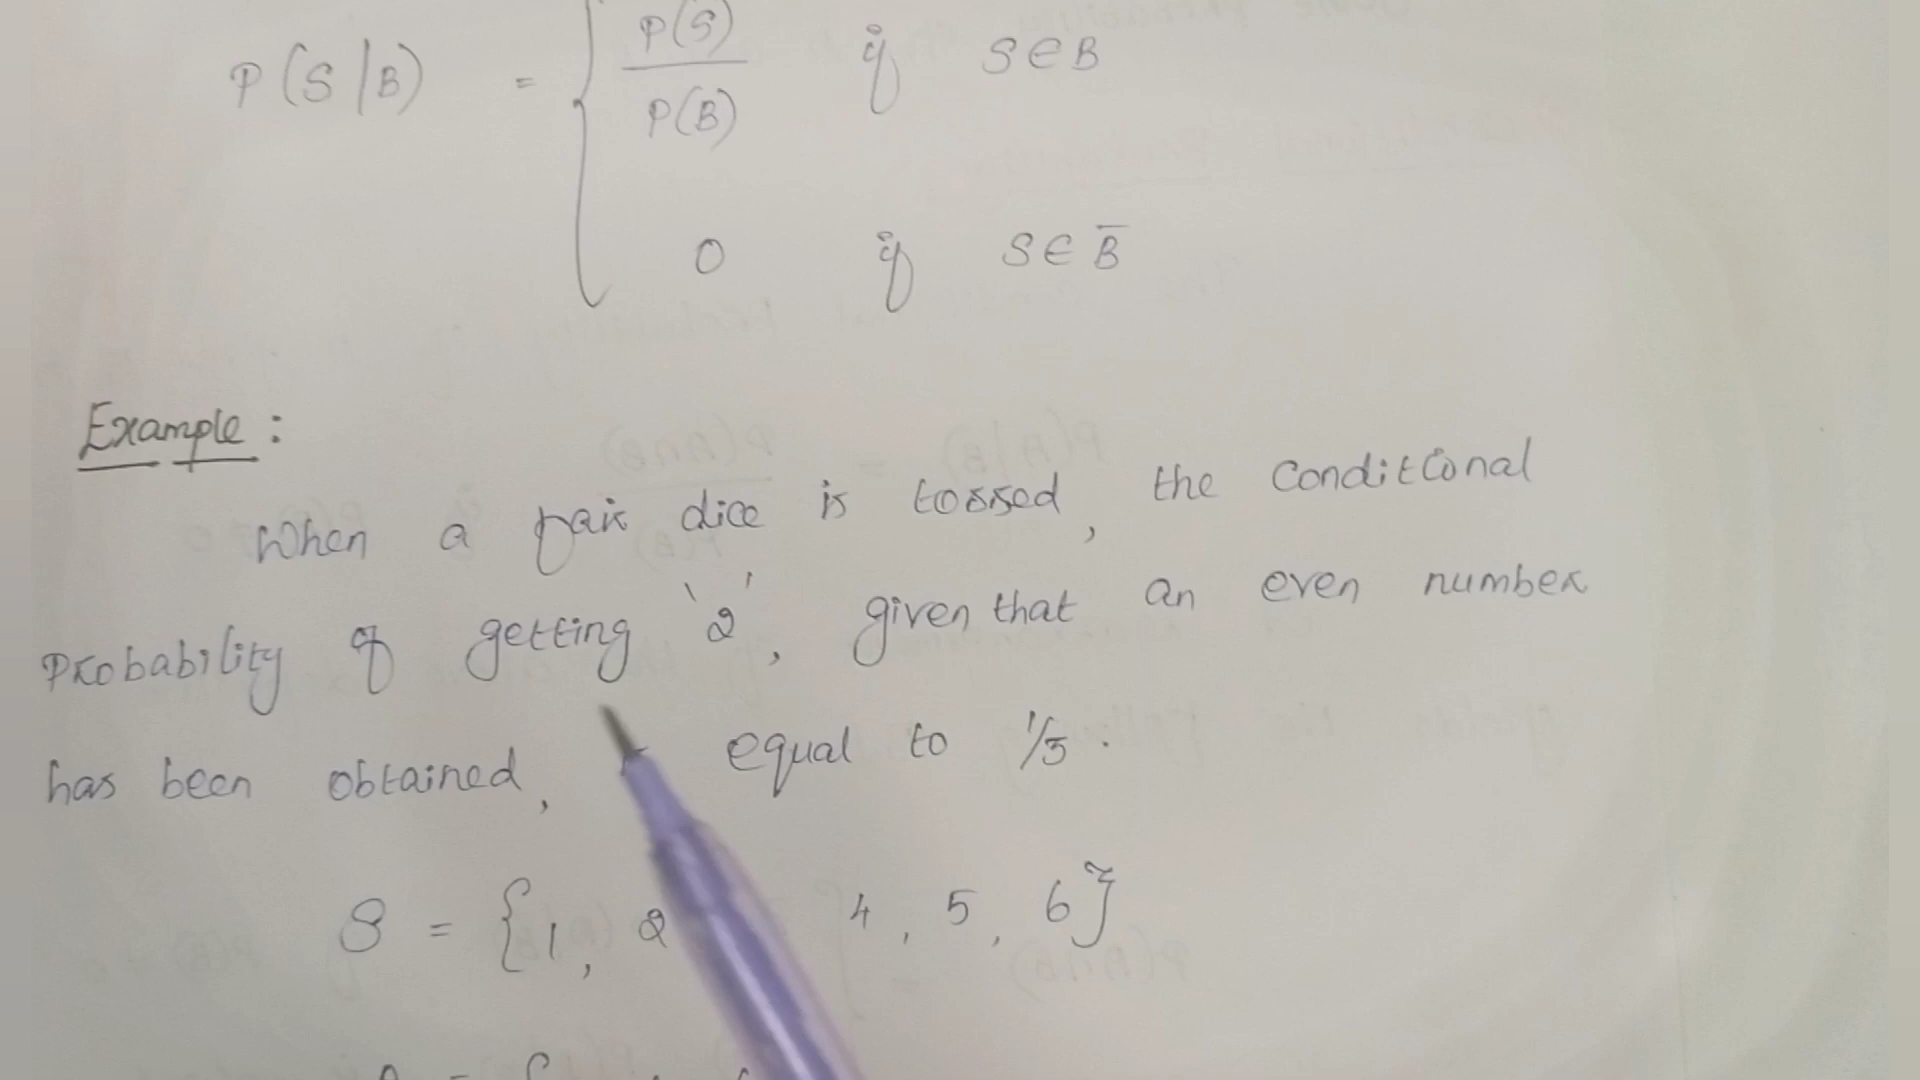 P(S|B) = { P(S)/P(B) if S∈B
0 if S∈B̅
Example:
When a fair dice is tossed, the conditional
Probability of getting '2', given that an even number
has been obtained, equal to 1/3.
S = {1, 2 4, 5, 6}